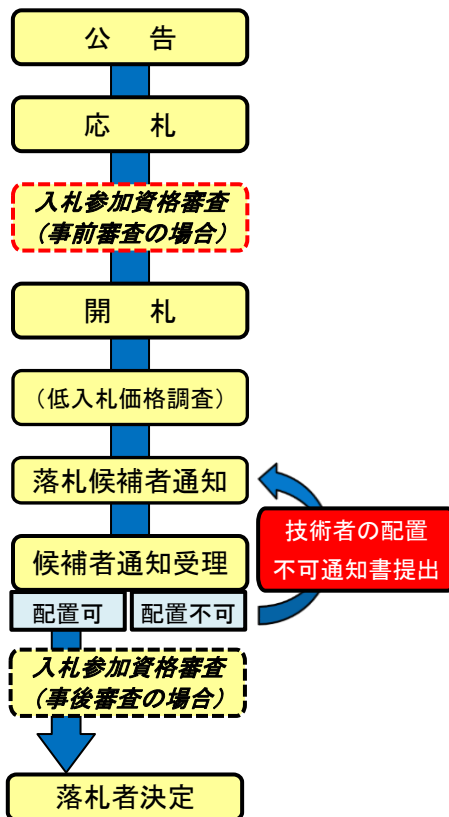 公　告
応　札
入札参加資格審査
（事前審査の場合）
開　札
（低入札価格調査）
落札候補者通知
候補者通知受理
配置可
配置不可
技術者の配置
不可通知書提出
入札参加資格審査
（事後審査の場合）
落札者決定